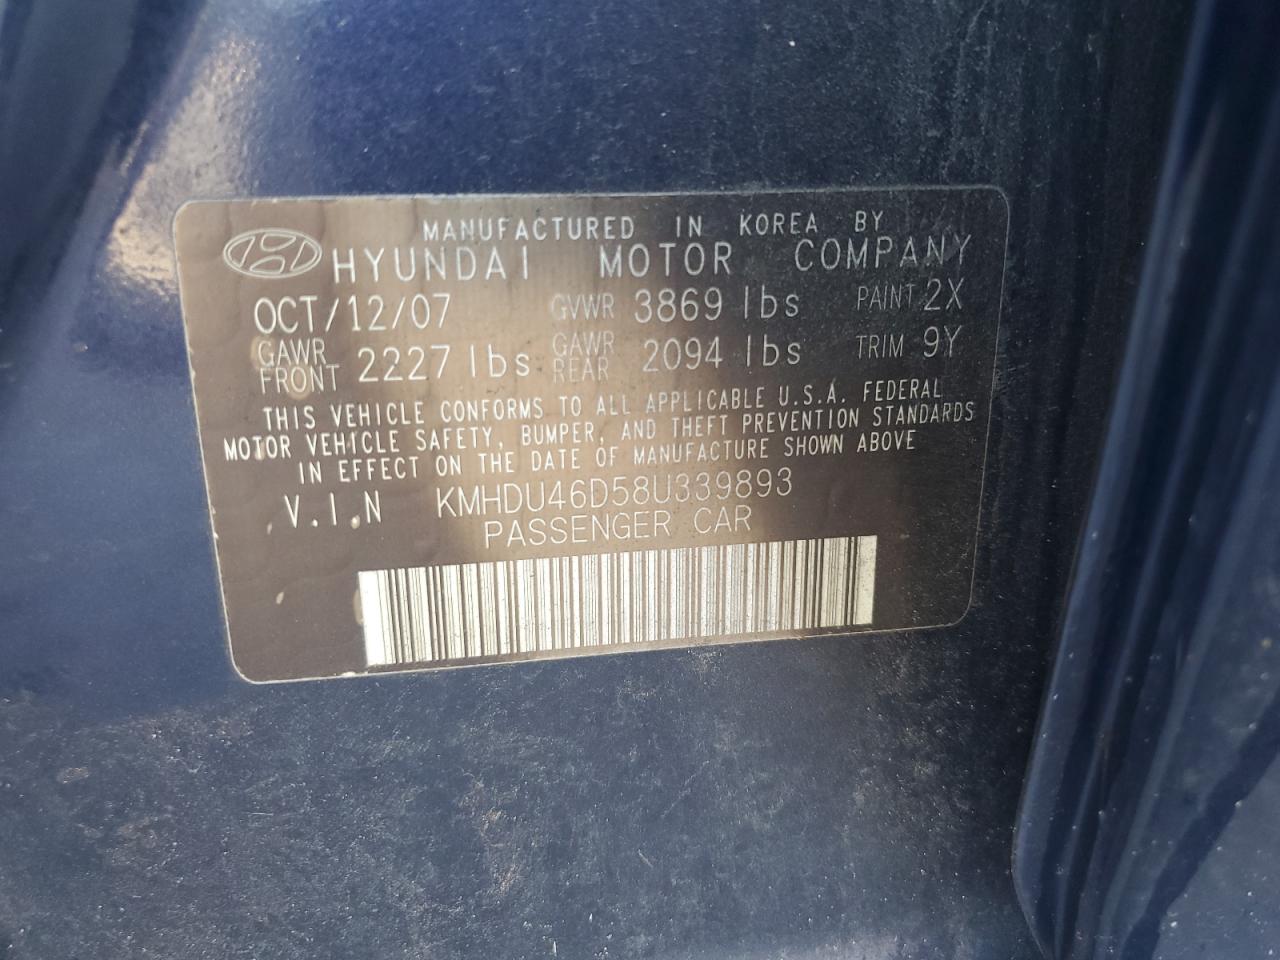 MANUFACTURED IN KOREA BY
HYUNDAI MOTOR COMPANY
OCT/12/07 GVWR 3869 lbs PAINT 2X
GAWR FRONT 2227 lbs GAWR REAR 2094 lbs TRIM 9Y
THIS VEHICLE CONFORMS TO ALL APPLICABLE U.S.A. FEDERAL
MOTOR VEHICLE SAFETY, BUMPER, AND THEFT PREVENTION STANDARDS
IN EFFECT ON THE DATE OF MANUFACTURE SHOWN ABOVE
V.I.N KMHDU46D58U339893
PASSENGER CAR